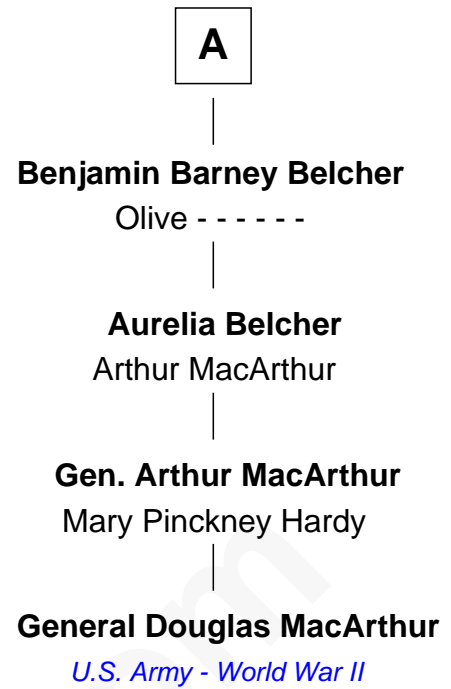 A
Benjamin Barney Belcher
Olive - - - - - -
Aurelia Belcher
Arthur MacArthur
Gen. Arthur MacArthur
Mary Pinckney Hardy
General Douglas MacArthur
U.S. Army - World War II